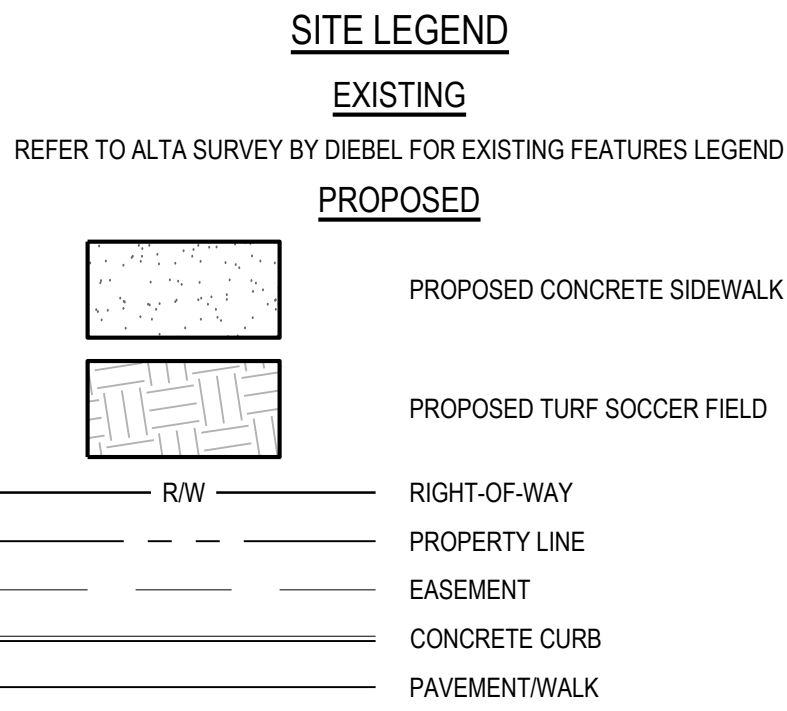 SITE LEGEND
EXISTING
REFER TO ALTA SURVEY BY DIEBEL FOR EXISTING FEATURES LEGEND
PROPOSED
PROPOSED CONCRETE SIDEWALK
PROPOSED TURF SOCCER FIELD
R/W RIGHT-OF-WAY
PROPERTY LINE
EASEMENT
CONCRETE CURB
PAVEMENT/WALK